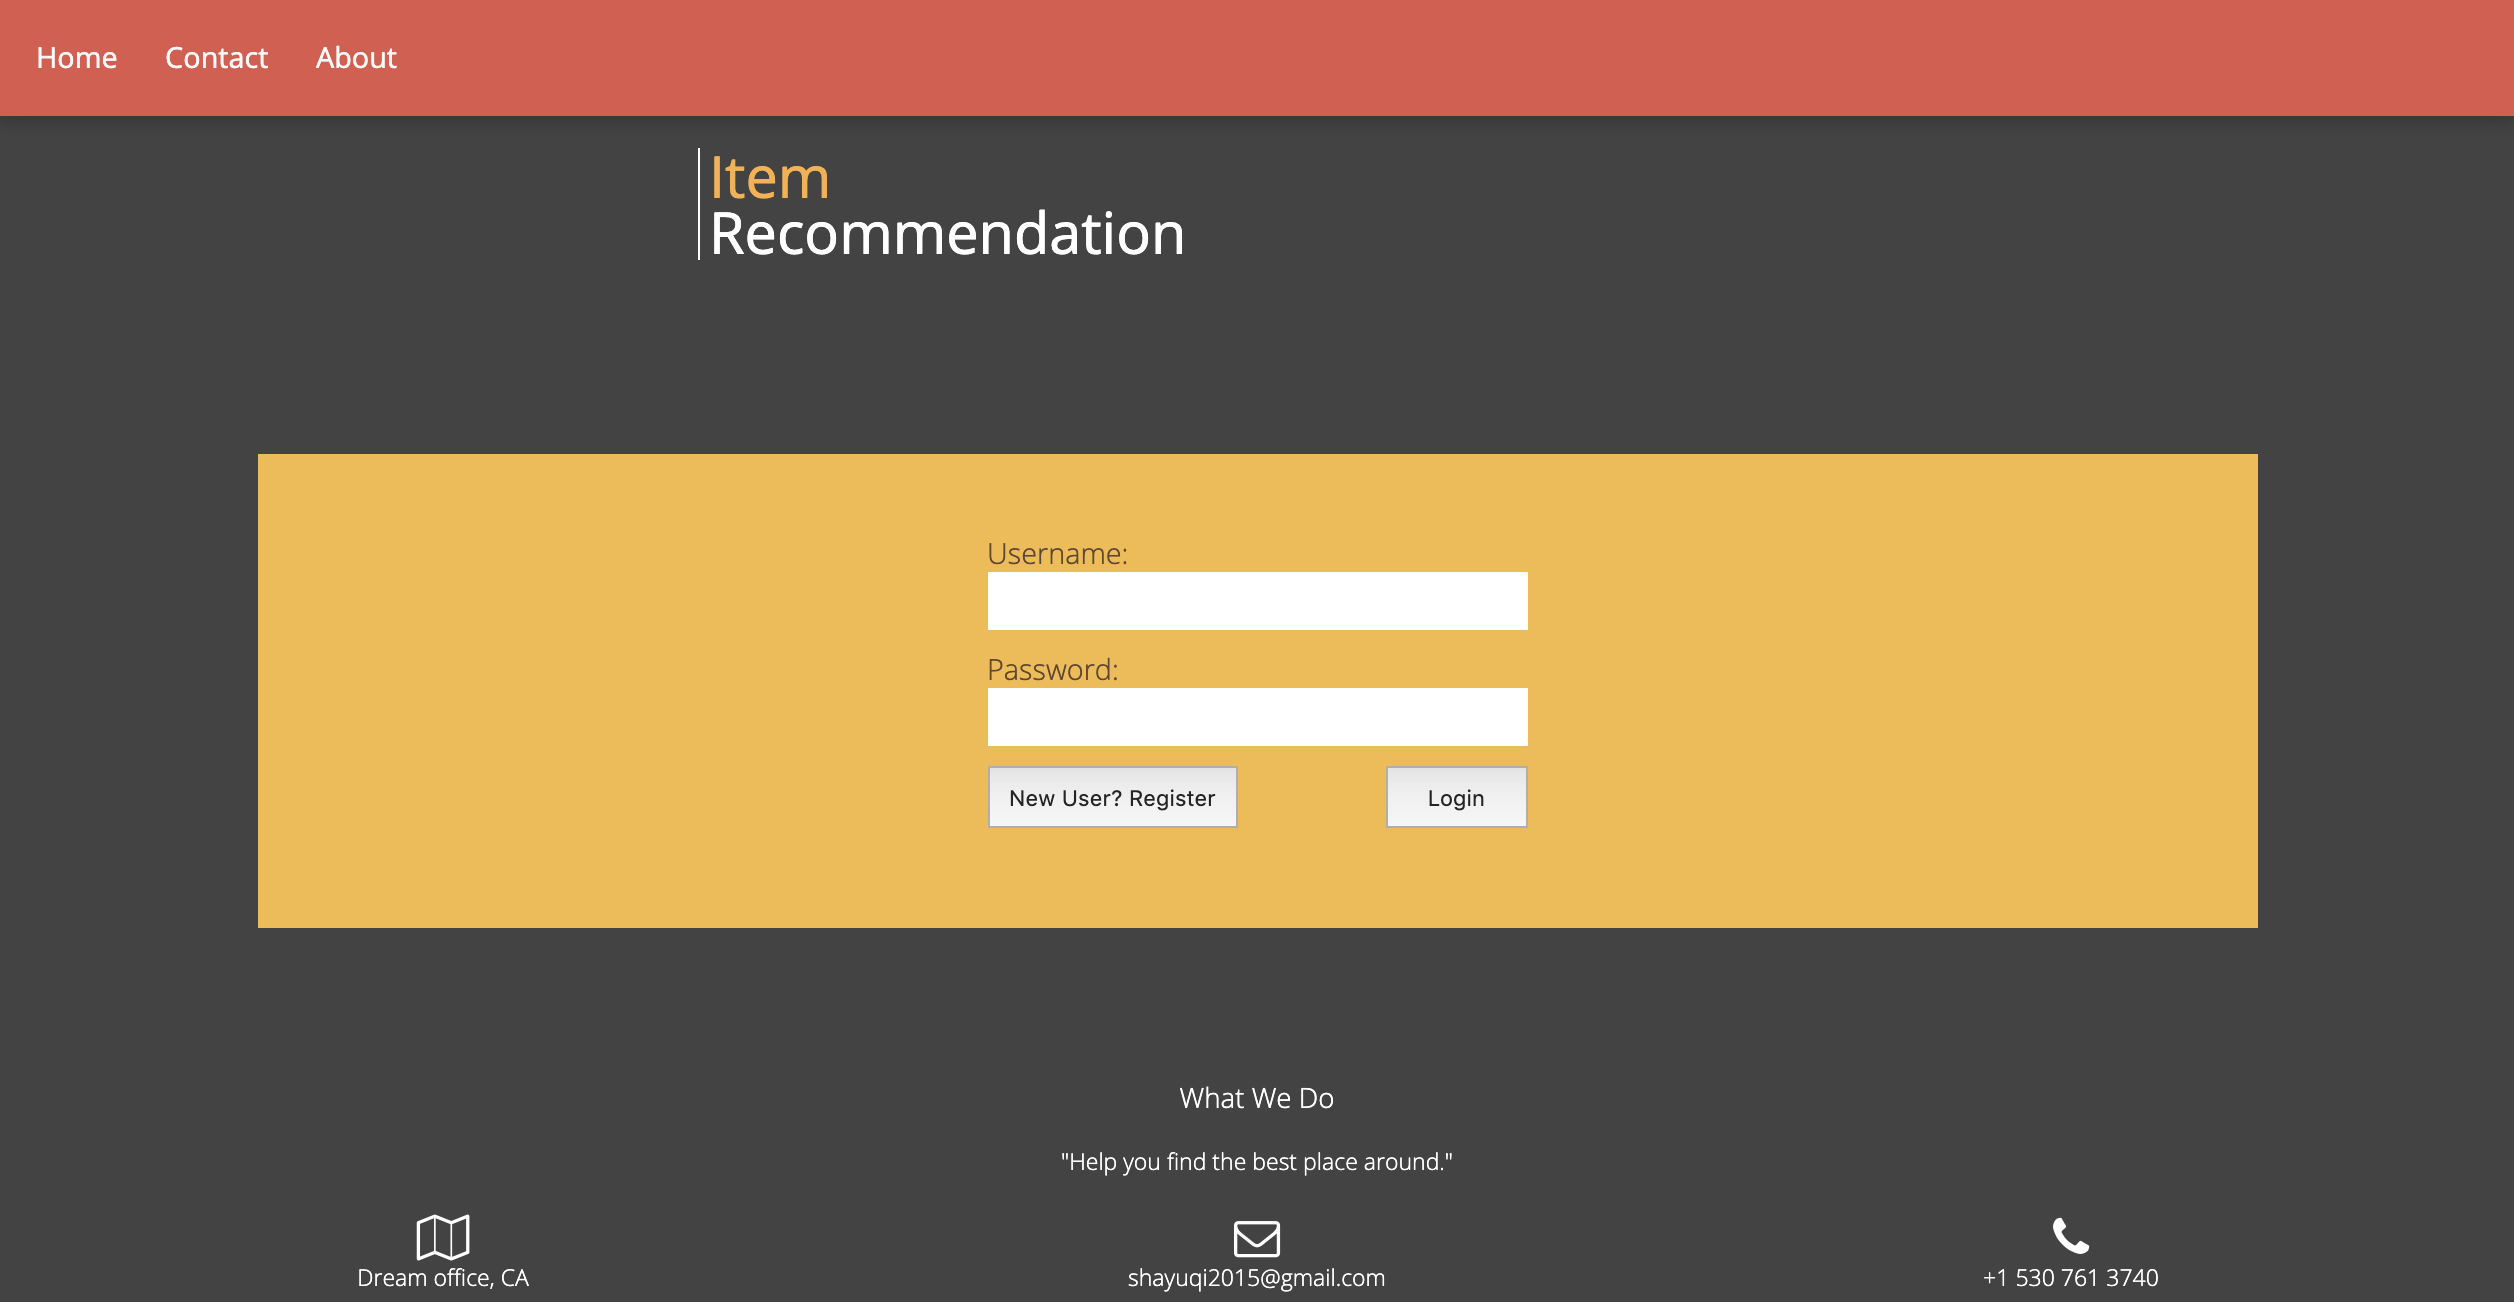 Home Contact About
Item
Recommendation
Username:
Password:
New User? Register Login
What We Do
"Help you find the best place around."
Dream office, CA shayuqi2015@gmail.com +1 530 761 3740